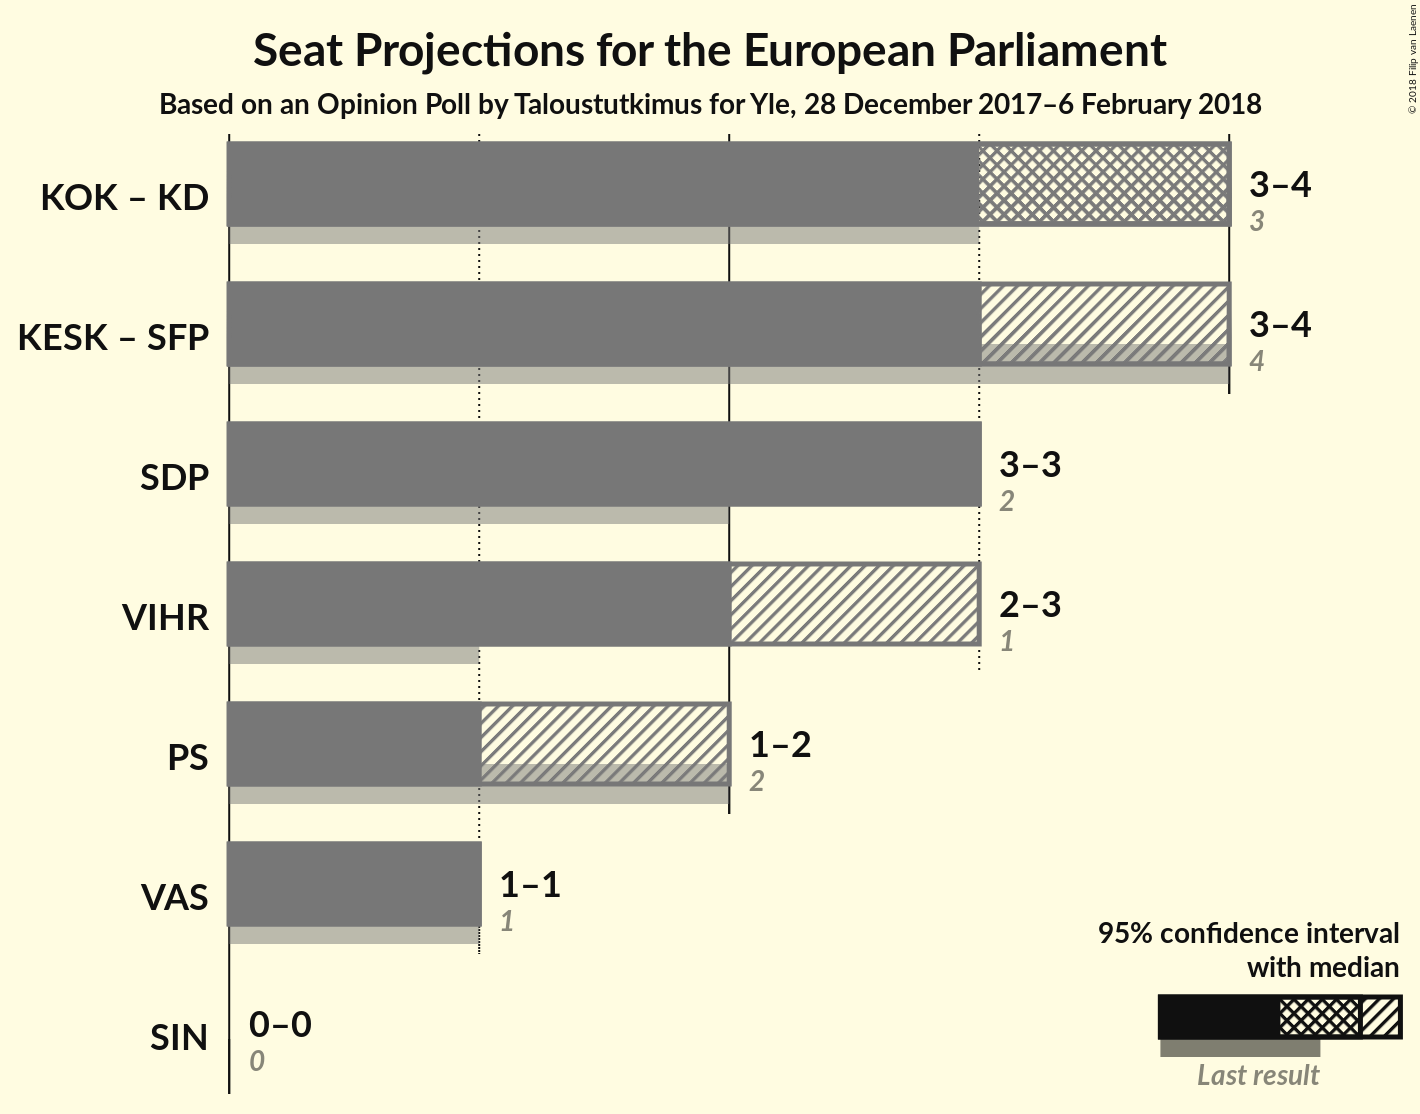 Seat Projections for the European Parliament
Based on an Opinion Poll by Taloustutkimus for Yle, 28 December 2017–6 February 2018
© 2018 Filip van Laenen
KOK – KD
3–4
3
KESK – SFP
3–4
4
SDP
3–3
2
VIHR
2–3
1
PS
1–2
2
VAS
1–1
1
SIN
0–0
0
95% confidence interval
with median
Last result